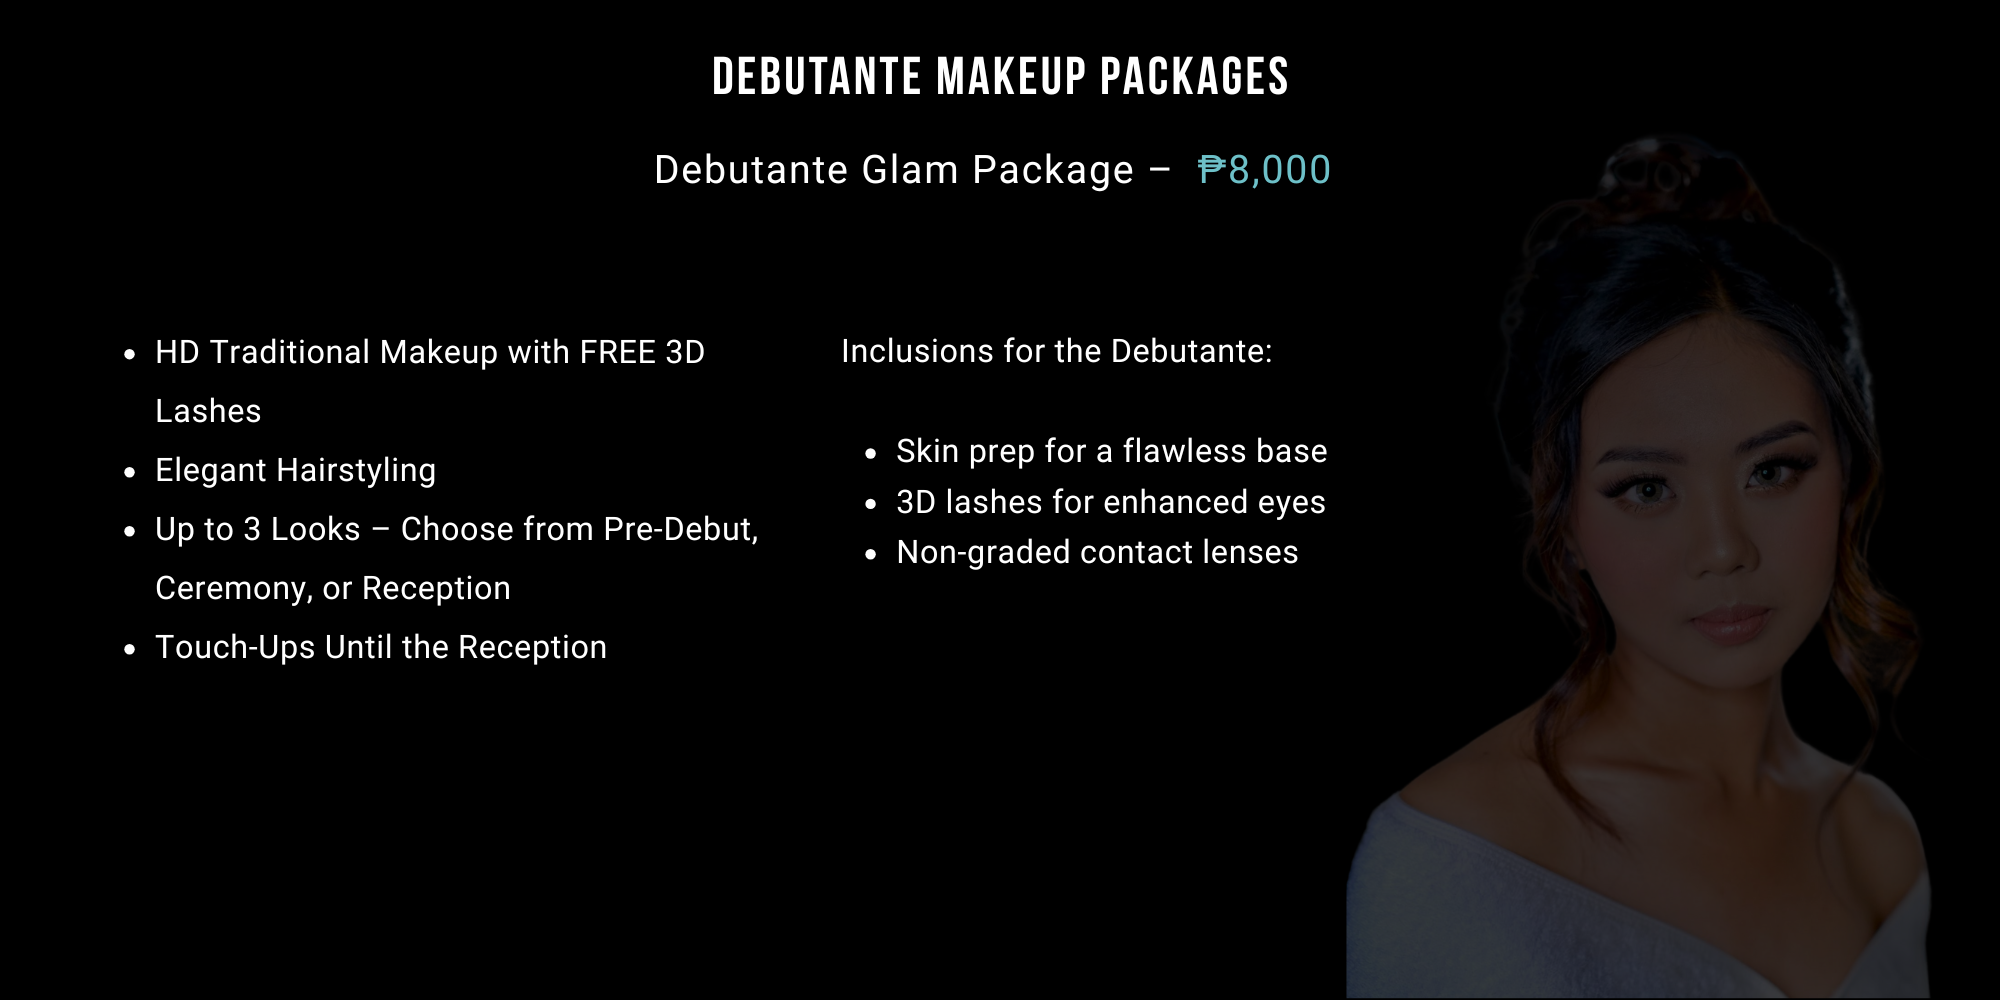 DEBUTANTE MAKEUP PACKAGES
Debutante Glam Package – ₱8,000
• HD Traditional Makeup with FREE 3D
Lashes
• Elegant Hairstyling
• Up to 3 Looks – Choose from Pre-Debut,
Ceremony, or Reception
• Touch-Ups Until the Reception
Inclusions for the Debutante:
• Skin prep for a flawless base
• 3D lashes for enhanced eyes
• Non-graded contact lenses